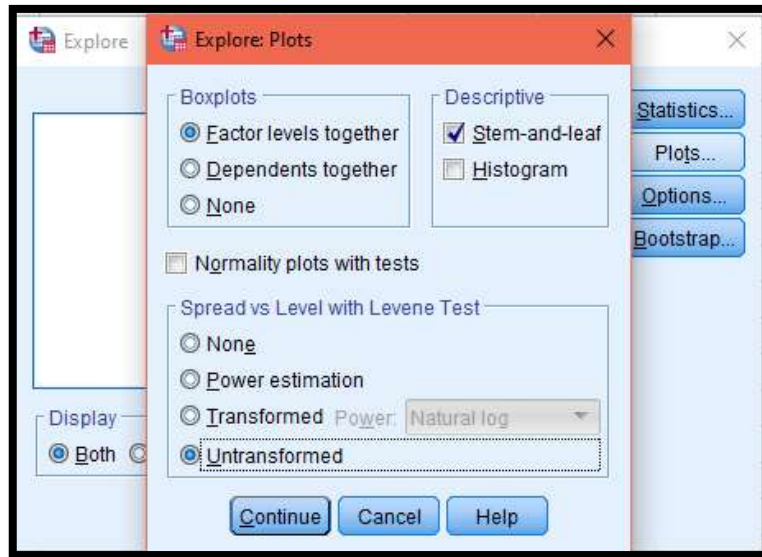 Explore
Explore: Plots
Boxplots
Factor levels together
Dependents together
None
Descriptive
Stem-and-leaf
Histogram
Normality plots with tests
Spread vs Level with Levene Test
None
Power estimation
Transformed Power: Natural log
Untransformed
Continue Cancel Help
Statistics...
Plots...
Options...
Bootstrap...
Display
Both